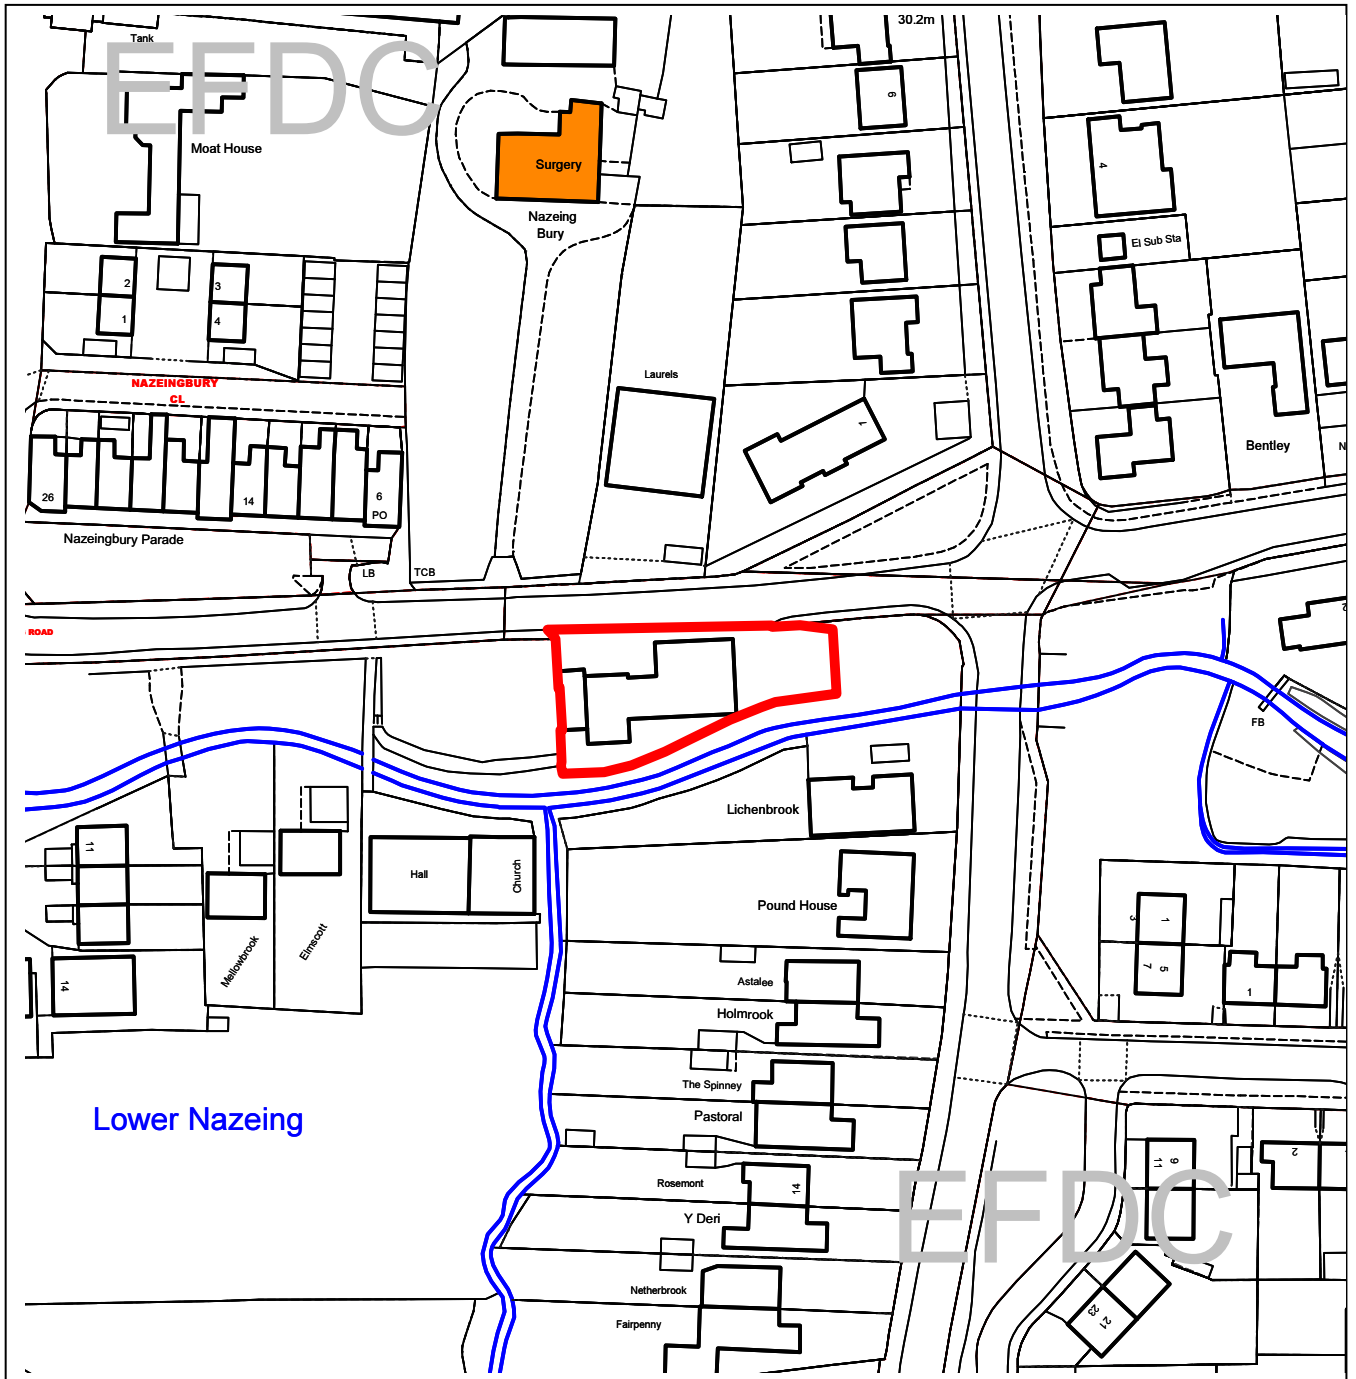 30.2m
Tank
EFDC
6
Moat House
Surgery
4
Nazeing
Bury
El Sub Sta
2
3
1
4
NAZEINGBURY
CL
Laurels
1
Bentley
N
26
14
6
PO
Nazeingbury Parade
LB
TCB
2
ROAD
FB
Lichenbrook
11
Hall
Church
Pound House
Mellowbrook
Elmscott
1
3
5
7
1
14
Astalee
Holmrook
The Spinney
Pastoral
Lower Nazeing
9
11
2
Rosemont
14
EFDC
Y Deri
Netherbrook
Fairpenny
23
21